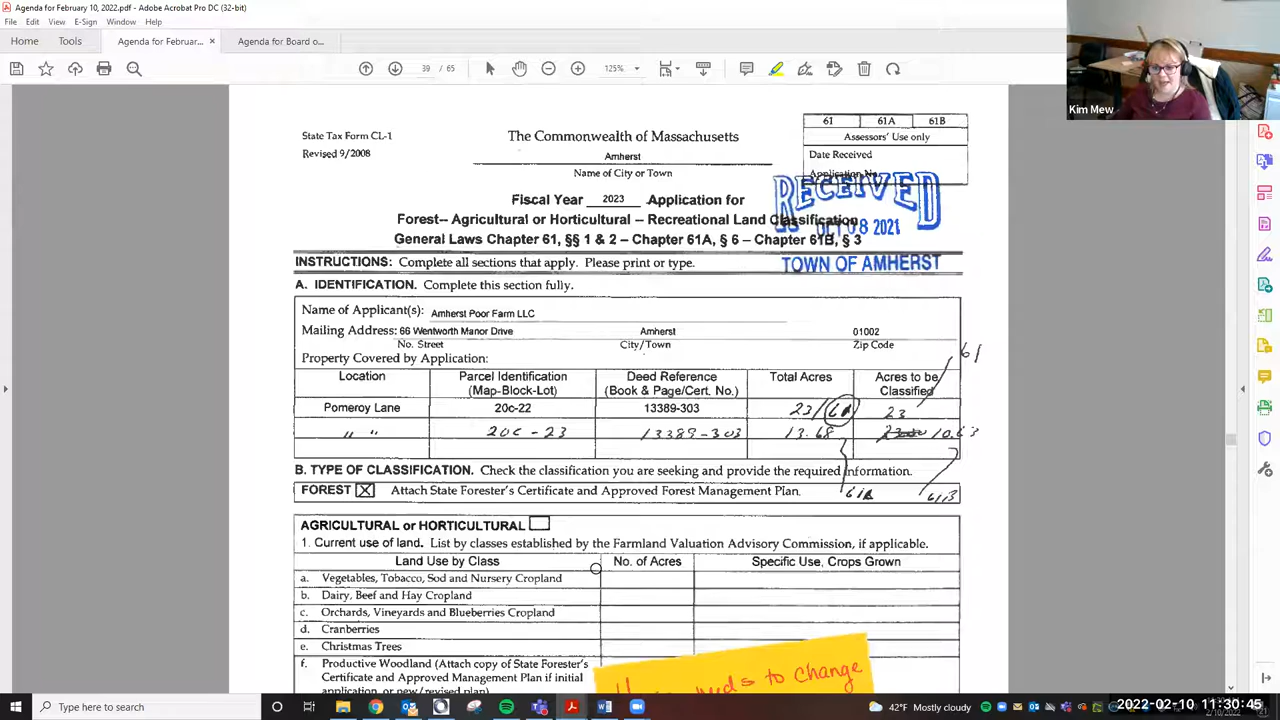 Agenda for February 10, 2022.pdf - Adobe Acrobat Pro DC (32-bit)
File Edit View E-Sign Window Help
Home Tools Agenda for Februar... × Agenda for Board o...
39 / 65 125%
Kim Mew
State Tax Form CL-1
Revised 9/2008
The Commonwealth of Massachusetts
Amherst
Name of City or Town
61 61A 61B
Assessors' Use only
Date Received
Application No.
RECEIVED
OCT 08 2021
TOWN OF AMHERST
Fiscal Year 2023 Application for
Forest-- Agricultural or Horticultural -- Recreational Land Classification
General Laws Chapter 61, §§ 1 & 2 – Chapter 61A, § 6 – Chapter 61B, § 3
INSTRUCTIONS: Complete all sections that apply. Please print or type.
A. IDENTIFICATION. Complete this section fully.
Name of Applicant(s): Amherst Poor Farm LLC
Mailing Address: 66 Wentworth Manor Drive Amherst 01002
No. Street City/Town Zip Code
Property Covered by Application:
61
Location Parcel Identification (Map-Block-Lot) Deed Reference (Book & Page/Cert. No.) Total Acres Acres to be Classified
Pomeroy Lane 20c-22 13389-303 23 / 23
" " 20C-23 13389-303 13.68 10.63
B. TYPE OF CLASSIFICATION. Check the classification you are seeking and provide the required information.
FOREST X Attach State Forester's Certificate and Approved Forest Management Plan. 61A 61B
AGRICULTURAL or HORTICULTURAL
1. Current use of land. List by classes established by the Farmland Valuation Advisory Commission, if applicable.
Land Use by Class No. of Acres Specific Use, Crops Grown
a. Vegetables, Tobacco, Sod and Nursery Cropland
b. Dairy, Beef and Hay Cropland
c. Orchards, Vineyards and Blueberries Cropland
d. Cranberries
e. Christmas Trees
f. Productive Woodland (Attach copy of State Forester's
Certificate and Approved Management Plan if initial
application, or new/revised plan)
needs to change
Type here to search
42°F Mostly cloudy
2022-02-10 11:30:45